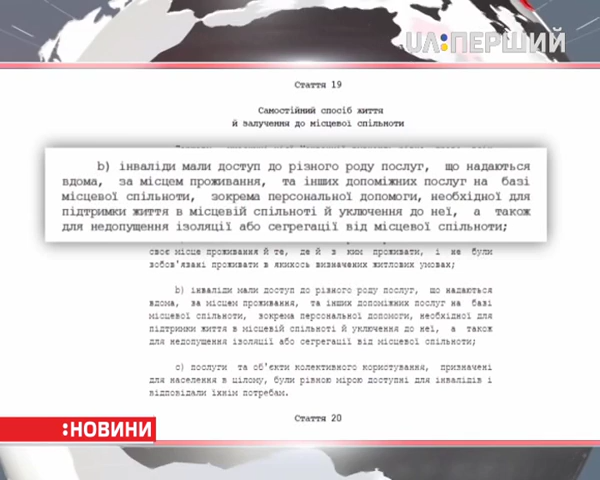 UA:ПЕРШИЙ
Стаття 19
Самостійний спосіб життя
й залучення до місцевої спільноти
b) інваліди мали доступ до різного роду послуг, що надаються
вдома, за місцем проживання, та інших допоміжних послуг на базі
місцевої спільноти, зокрема персональної допомоги, необхідної для
підтримки життя в місцевій спільноті й уключення до неї, а також
для недопущення ізоляції або сегрегації від місцевої спільноти;
своє місце проживання й те, де й з ким проживати, і не були
зобов'язані проживати в якихось визначених житлових умовах;
b) інваліди мали доступ до різного роду послуг, що надаються
вдома, за місцем проживання, та інших допоміжних послуг на базі
місцевої спільноти, зокрема персональної допомоги, необхідної для
підтримки життя в місцевій спільноті й уключення до неї, а також
для недопущення ізоляції або сегрегації від місцевої спільноти;
c) послуги та об'єкти колективного користування, призначені
для населення в цілому, були рівною мірою доступні для інвалідів і
відповідали їхнім потребам.
:НОВИНИ
Стаття 20